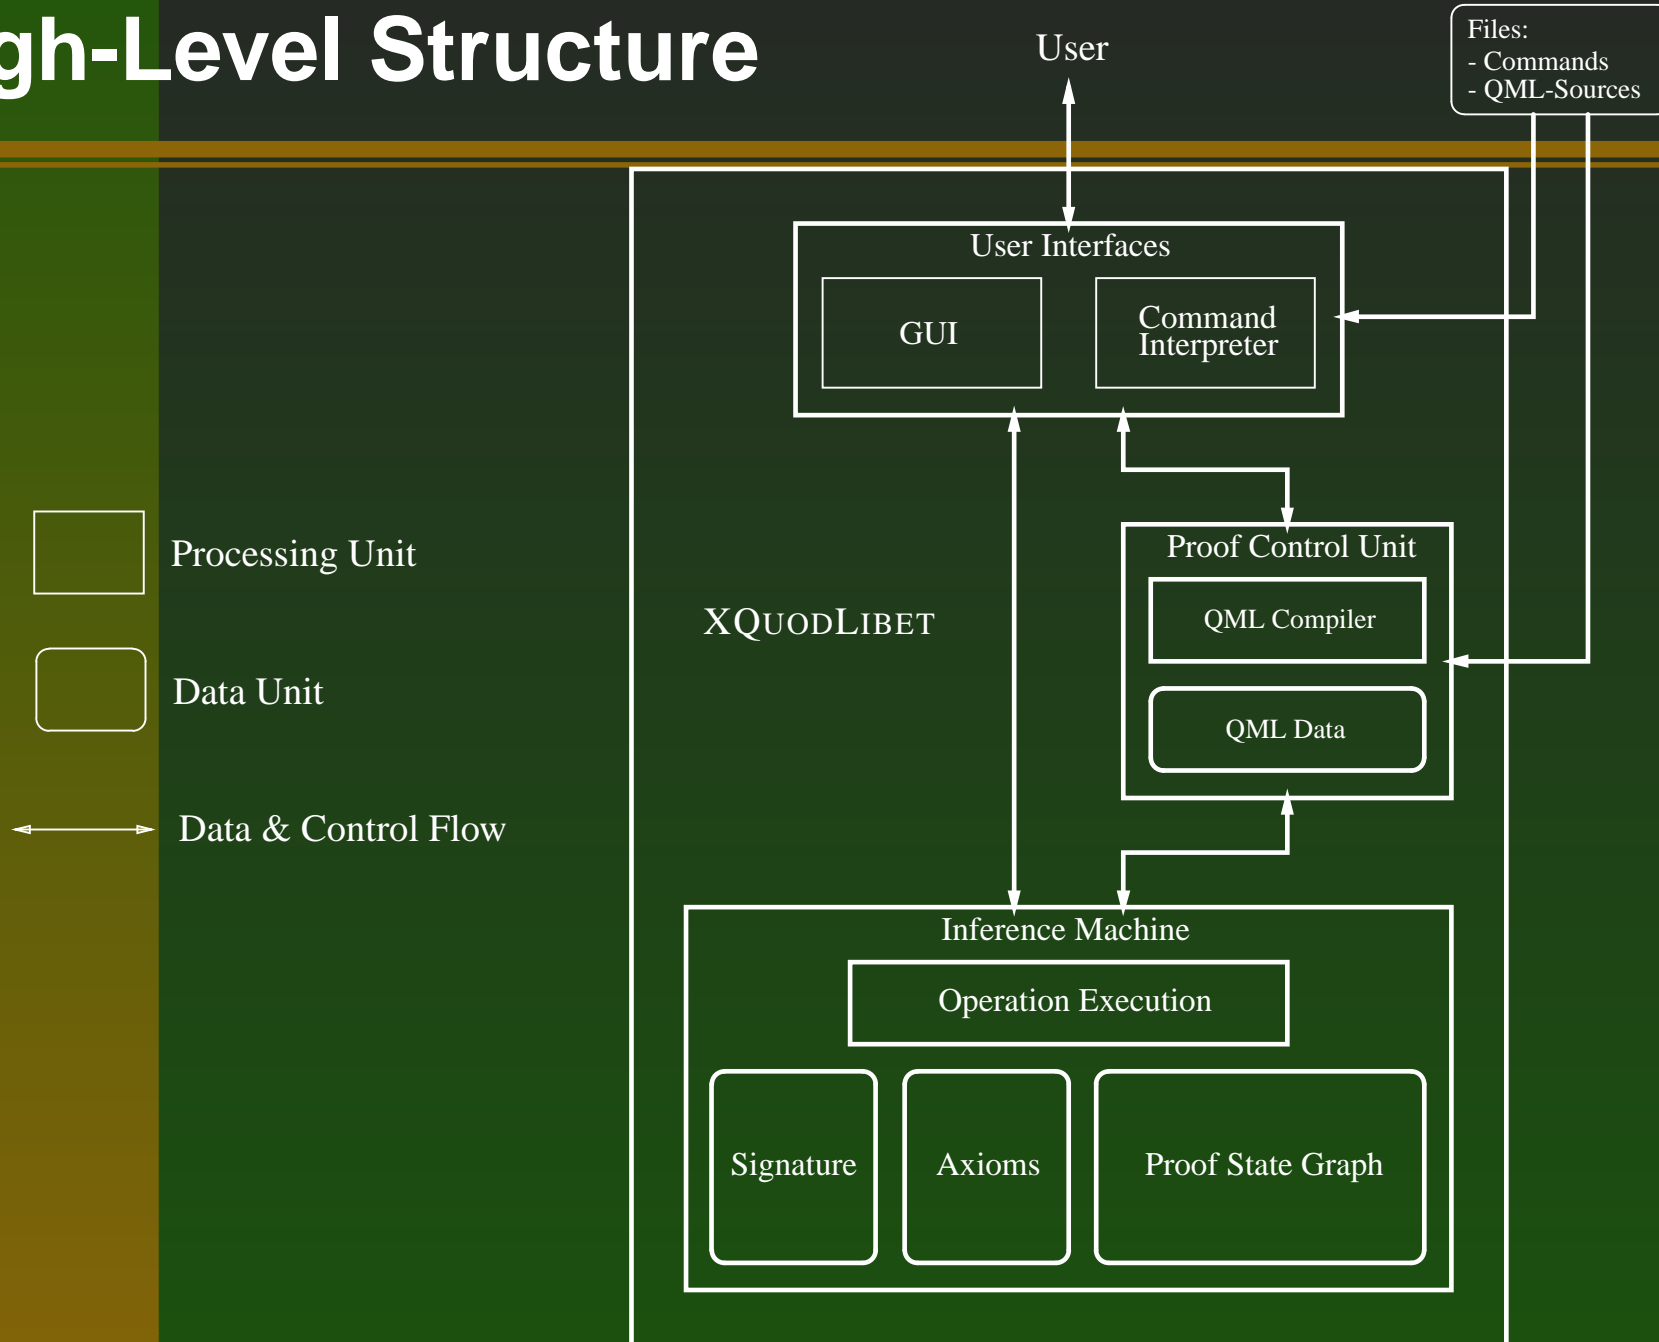 gh-Level Structure
User
Files:
- Commands
- QML-Sources
User Interfaces
GUI
Command
Interpreter
Proof Control Unit
QML Compiler
QML Data
XQUODLIBET
Processing Unit
Data Unit
Data & Control Flow
Inference Machine
Operation Execution
Signature
Axioms
Proof State Graph